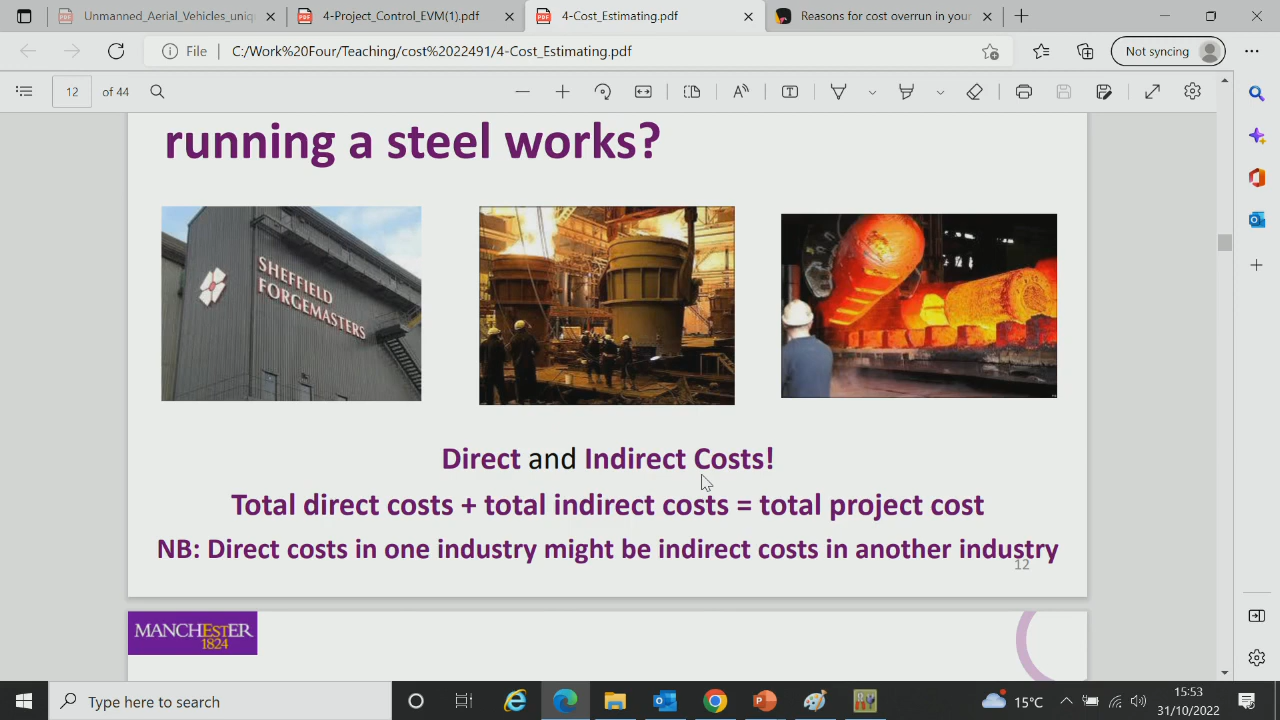 Unmanned_Aerial_Vehicles_uniq
4-Project_Control_EVM(1).pdf
4-Cost_Estimating.pdf
Reasons for cost overrun in your
File
C:/Work%20Four/Teaching/cost%2022491/4-Cost_Estimating.pdf
Not syncing
12 of 44
running a steel works?
SHEFFIELD
FORGEMASTERS
Direct and Indirect Costs!
Total direct costs + total indirect costs = total project cost
NB: Direct costs in one industry might be indirect costs in another industry
12
MANCHESTER
1824
Type here to search
15°C
15:53
31/10/2022